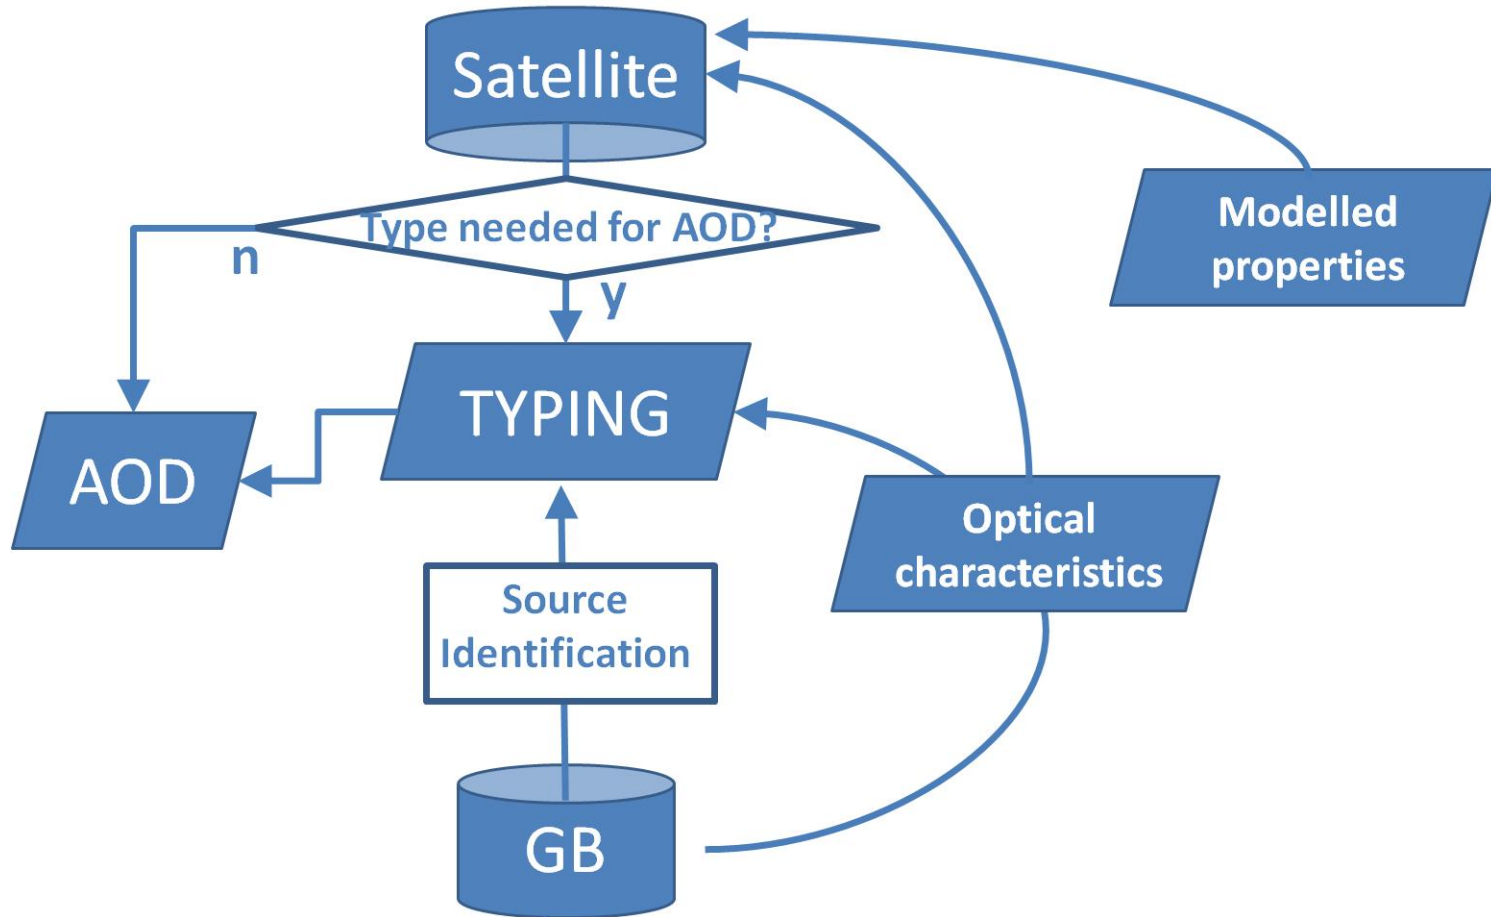 Satellite
Type needed for AOD?
n
y
Modelled
properties
TYPING
AOD
Optical
characteristics
Source
Identification
GB